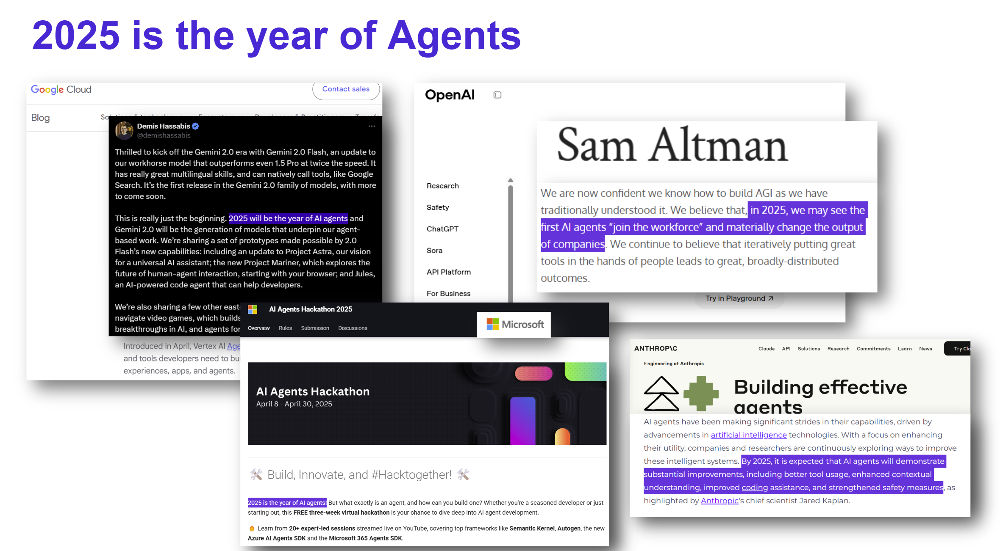 2025 is the year of Agents
Google Cloud
Contact sales
Blog
Demis Hassabis
@demishassabis
Thrilled to kick off the Gemini 2.0 era with Gemini 2.0 Flash, an update to
our workhorse model that outperforms even 1.5 Pro at twice the speed. It
has really great multilingual skills, and can natively call tools, like Google
Search. It's the first release in the Gemini 2.0 family of models, with more
to come soon.
This is really just the beginning. 2025 will be the year of AI agents and
Gemini 2.0 will be the generation of models that underpin our agent-
based work. We're sharing a set of prototypes made possible by 2.0
Flash's new capabilities: including an update to Project Astra, our vision
for a universal AI assistant; the new Project Mariner, which explores the
future of human-agent interaction, starting with your browser; and Jules,
an AI-powered code agent that can help developers.
We're also sharing a few other
navigate video games, which builds
breakthroughs in AI, and agents for
Introduced in April, Vertex AI
and tools developers need to
experiences, apps, and agents.
OpenAI
Research
Safety
ChatGPT
Sora
API Platform
For Business
Sam Altman
We are now confident we know how to build AGI as we have
traditionally understood it. We believe that, in 2025, we may see the
first AI agents “join the workforce” and materially change the output
of companies. We continue to believe that iteratively putting great
tools in the hands of people leads to great, broadly-distributed
outcomes.
Try in Playground ↗
AI Agents Hackathon 2025
Overview Rules Submission Discussions
Microsoft
AI Agents Hackathon
April 8 - April 30, 2025
🛠️ Build, Innovate, and #Hacktogether! 🛠️
2025 is the year of AI agents! But what exactly is an agent, and how can you build one? Whether you're a seasoned developer or just
starting out, this FREE three-week virtual hackathon is your chance to dive deep into AI agent development.
🔥 Learn from 20+ expert-led sessions streamed live on YouTube, covering top frameworks like Semantic Kernel, Autogen, the new
Azure AI Agents SDK and the Microsoft 365 Agents SDK.
ANTHROP\C
Claude API Solutions Research Commitments Learn News Try
Engineering at Anthropic
Building effective
agents
AI agents have been making significant strides in their capabilities, driven by
advancements in artificial intelligence technologies. With a focus on enhancing
their utility, companies and researchers are continuously exploring ways to improve
these intelligent systems. By 2025, it is expected that AI agents will demonstrate
substantial improvements, including better tool usage, enhanced contextual
understanding, improved coding assistance, and strengthened safety measures, as
highlighted by Anthropic's chief scientist Jared Kaplan.